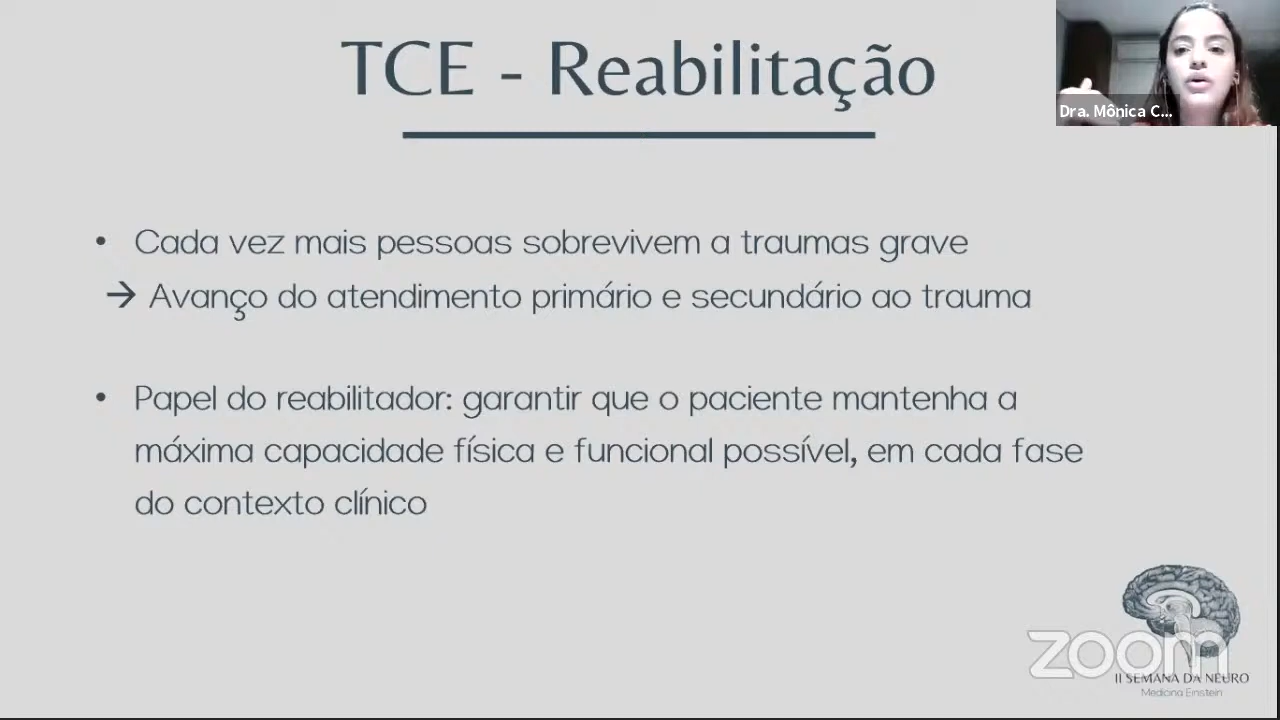 TCE - Reabilitação
Dra. Mônica C...
• Cada vez mais pessoas sobrevivem a traumas grave
→ Avanço do atendimento primário e secundário ao trauma
• Papel do reabilitador: garantir que o paciente mantenha a
máxima capacidade física e funcional possível, em cada fase
do contexto clínico
zoom
II SEMANA DA NEURO
Medicina Einstein